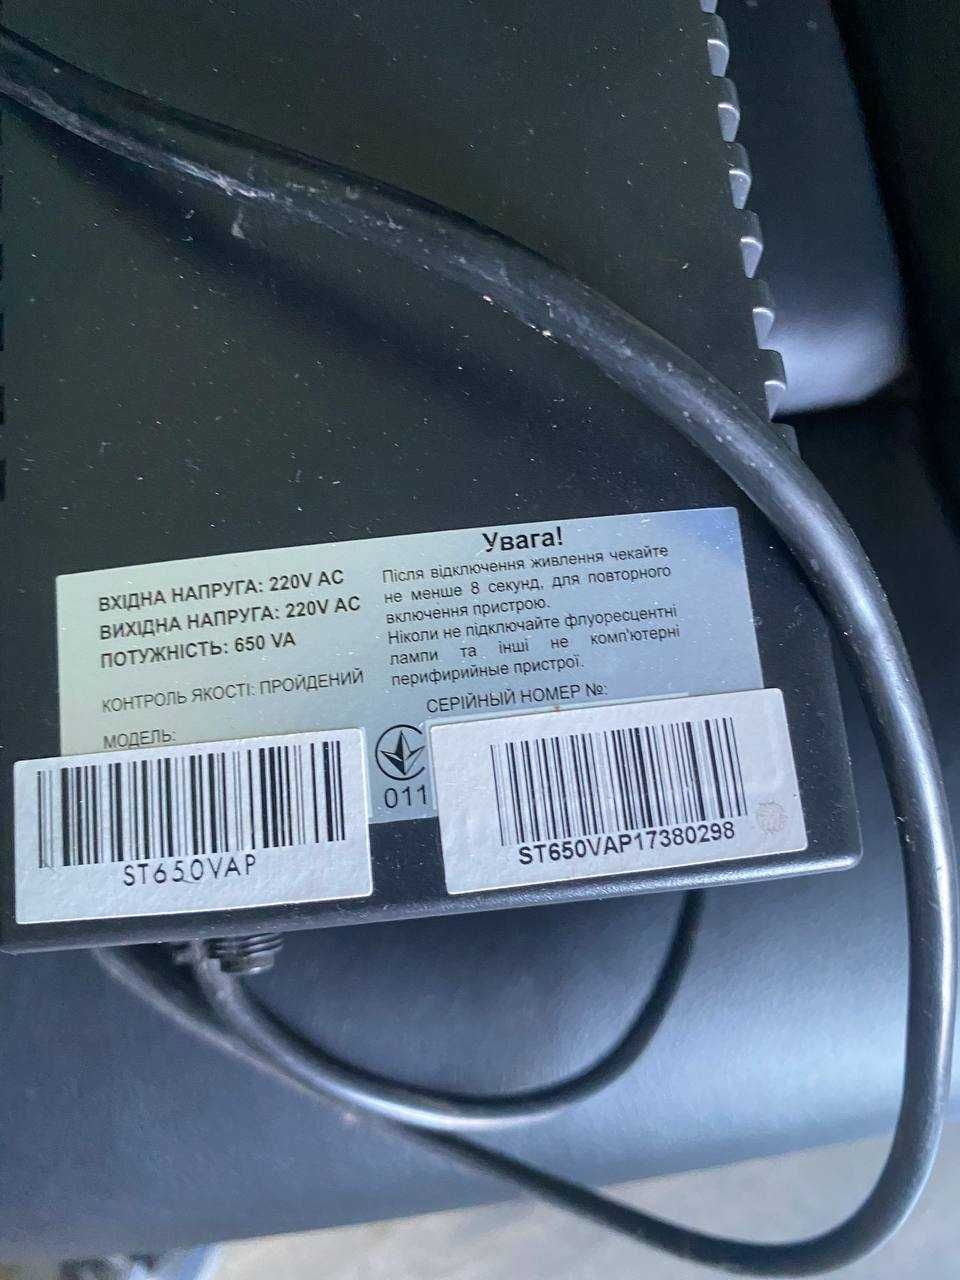 ВХІДНА НАПРУГА: 220V AC
ВИХІДНА НАПРУГА: 220V AC
ПОТУЖНІСТЬ: 650 VA
КОНТРОЛЬ ЯКОСТІ: ПРОЙДЕНИЙ
МОДЕЛЬ:
ST650VAP
Увага!
Після відключення живлення чекайте
не менше 8 секунд, для повторного
включення пристрою.
Ніколи не підключайте флуоресцентні
лампи та інші не комп'ютерні
перифирийные пристрої.
СЕРІЙНЫЙ НОМЕР №:
011
ST650VAP17380298